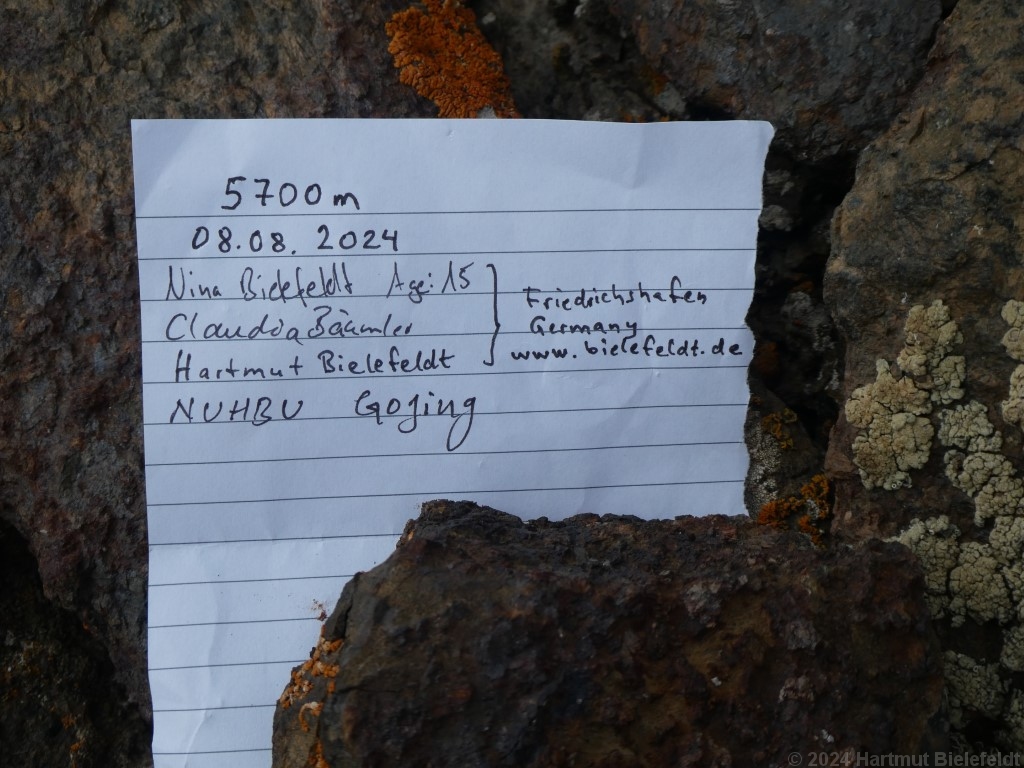 5700m
08.08.2024
Nina Bielefeldt Age: 15
Claudia Bäumler
Hartmut Bielefeldt
Friedrichshafen
Germany
www.bielefeldt.de
NUHBU Gojing
© 2024 Hartmut Bielefeldt